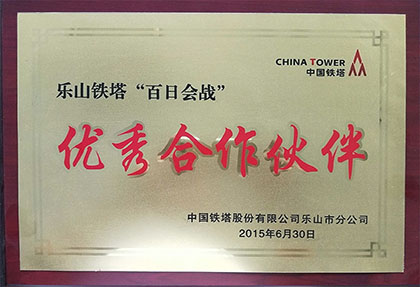 CHINA TOWER
中国铁塔
乐山铁塔“百日会战”
优秀合作伙伴
中国铁塔股份有限公司乐山市分公司
2015年6月30日